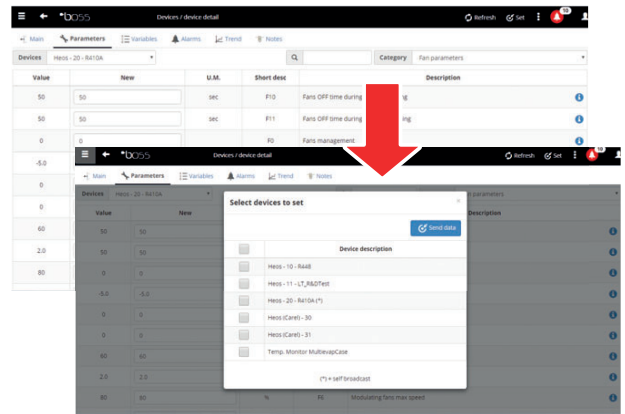 boss
Devices / device detail
Refresh
Set
10
Main
Parameters
Variables
Alarms
Trend
Notes
Devices
Heos - 20 - R410A
Category
Fan parameters
Value
New
U.M.
Short desc
Description
50
50
sec
F10
Fans OFF time during
50
50
sec
F11
Fans OFF time during
0
0
F0
Fans management
-5.0
0
0
60
2.0
80
boss
Devices / device detail
Refresh
Set
10
Main
Parameters
Variables
Alarms
Trend
Notes
Devices
Heos - 20 - R410A
parameters
Value
New
Description
50
50
50
50
0
0
-5.0
-5.0
0
0
0
0
60
60
2.0
2.0
80
80
%
FE
Modulating fans max speed
Select devices to set
×
Send data
Device description
Heos - 10 - R448
Heos - 11 - LT_R&DTest
Heos - 20 - R410A (*)
Heos (Carel) - 30
Heos (Carel) - 31
Temp. Monitor MultievapCase
(*) = self broadcast